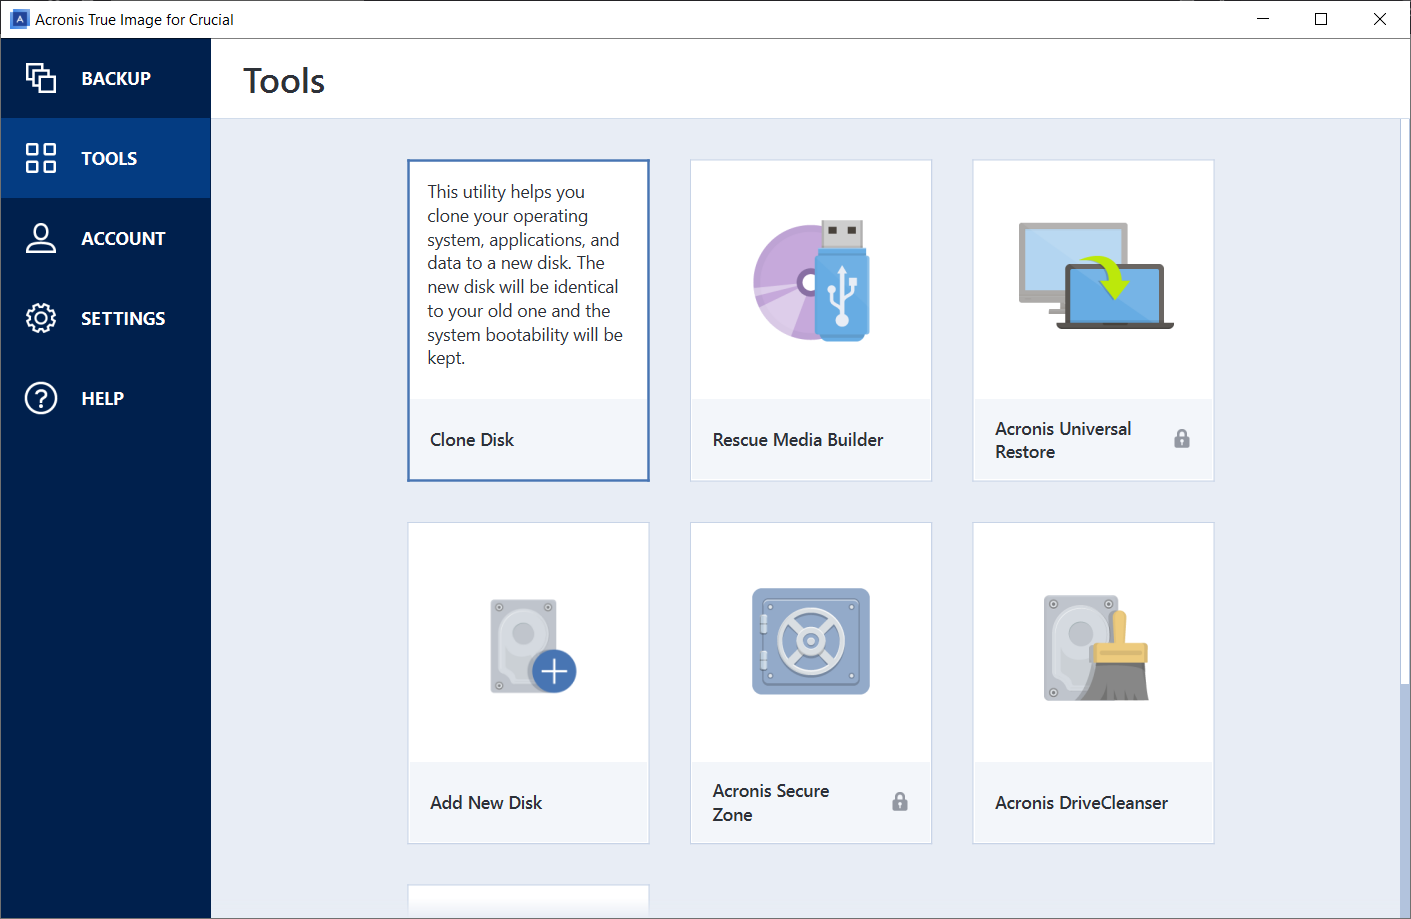 Acronis True Image for Crucial
BACKUP
TOOLS
ACCOUNT
SETTINGS
HELP
Tools
This utility helps you
clone your operating
system, applications, and
data to a new disk. The
new disk will be identical
to your old one and the
system bootability will be
kept.
Clone Disk
Rescue Media Builder
Acronis Universal
Restore
Add New Disk
Acronis Secure
Zone
Acronis DriveCleanser